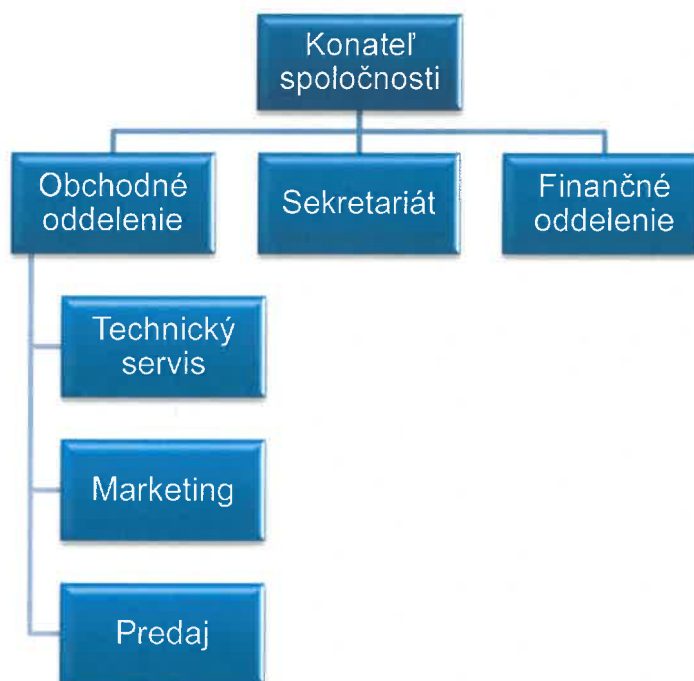 Konateľ
spoločnosti
Obchodné
oddelenie
Sekretariát
Finančné
oddelenie
Technický
servis
Marketing
Predaj